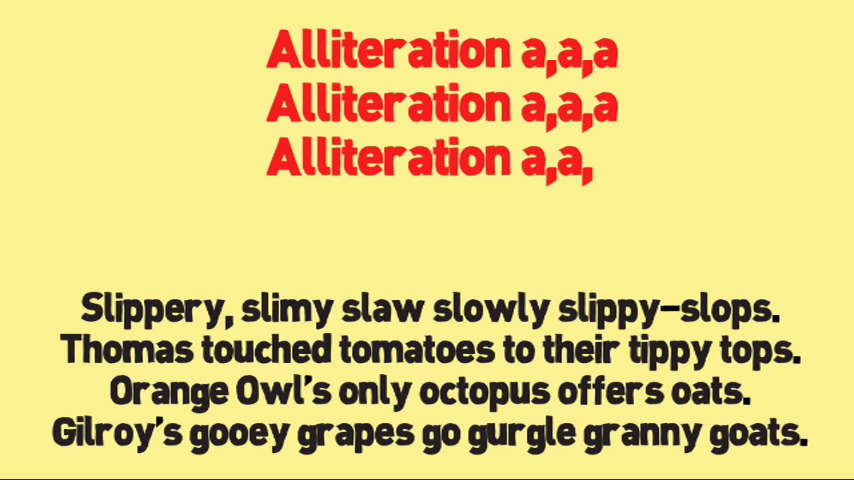 Alliteration a,a,a
Alliteration a,a,a
Alliteration a,a,
Slippery, slimy slaw slowly slippy-slops.
Thomas touched tomatoes to their tippy tops.
Orange Owl's only octopus offers oats.
Gilroy's gooey grapes go gurgle granny goats.